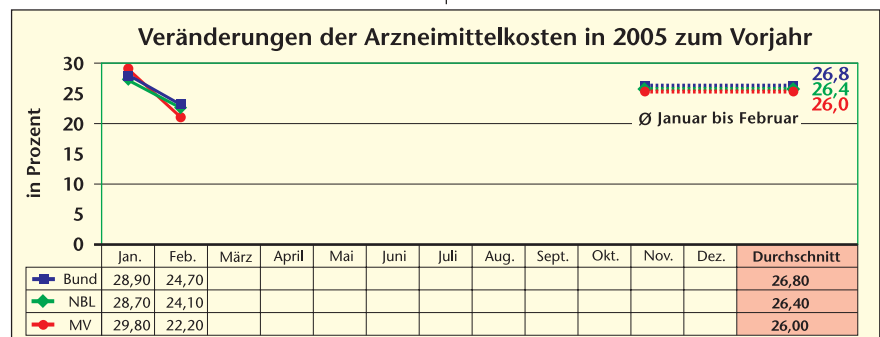 Veränderungen der Arzneimittelkosten in 2005 zum Vorjahr
in Prozent
30
25
20
15
10
5
0
26,8
26,4
26,0
Ø Januar bis Februar
Jan. Feb. März April Mai Juni Juli Aug. Sept. Okt. Nov. Dez. Durchschnitt
Bund 28,90 24,70 26,80
NBL 28,70 24,10 26,40
MV 29,80 22,20 26,00